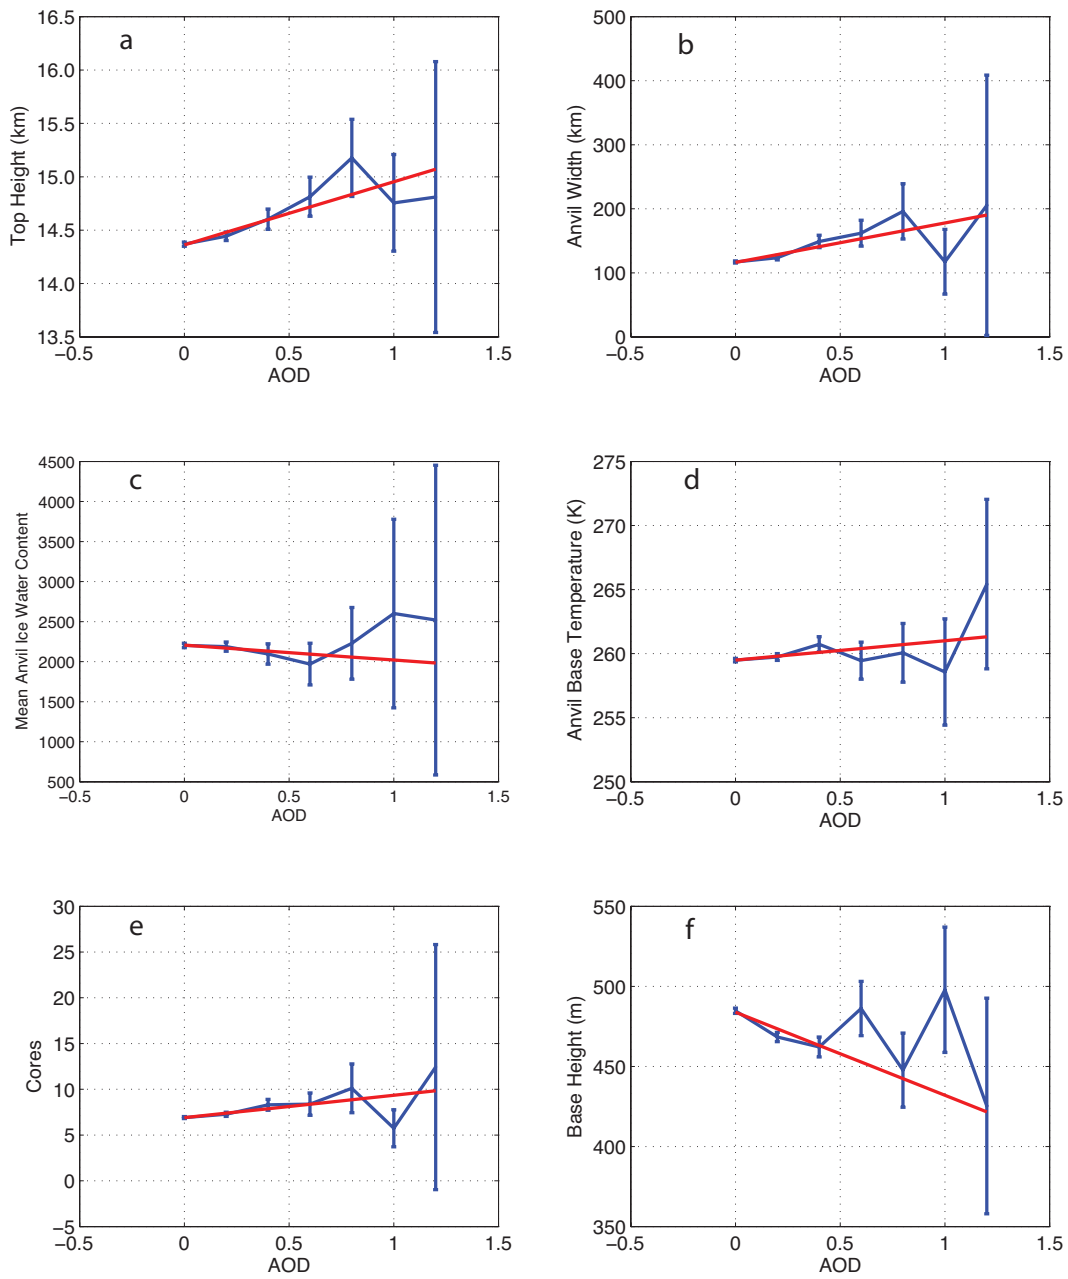 a
16.5
16.0
15.5
15.0
14.5
14.0
13.5
Top Height (km)
−0.5 0 0.5 1 1.5
AOD
b
500
400
300
200
100
0
Anvil Width (km)
−0.5 0 0.5 1 1.5
AOD
c
4500
4000
3500
3000
2500
2000
1500
1000
500
Mean Anvil Ice Water Content
−0.5 0 0.5 1 1.5
AOD
d
275
270
265
260
255
250
Anvil Base Temperature (K)
−0.5 0 0.5 1 1.5
AOD
e
30
25
20
15
10
5
0
−5
Cores
−0.5 0 0.5 1 1.5
AOD
f
550
500
450
400
350
Base Height (m)
−0.5 0 0.5 1 1.5
AOD